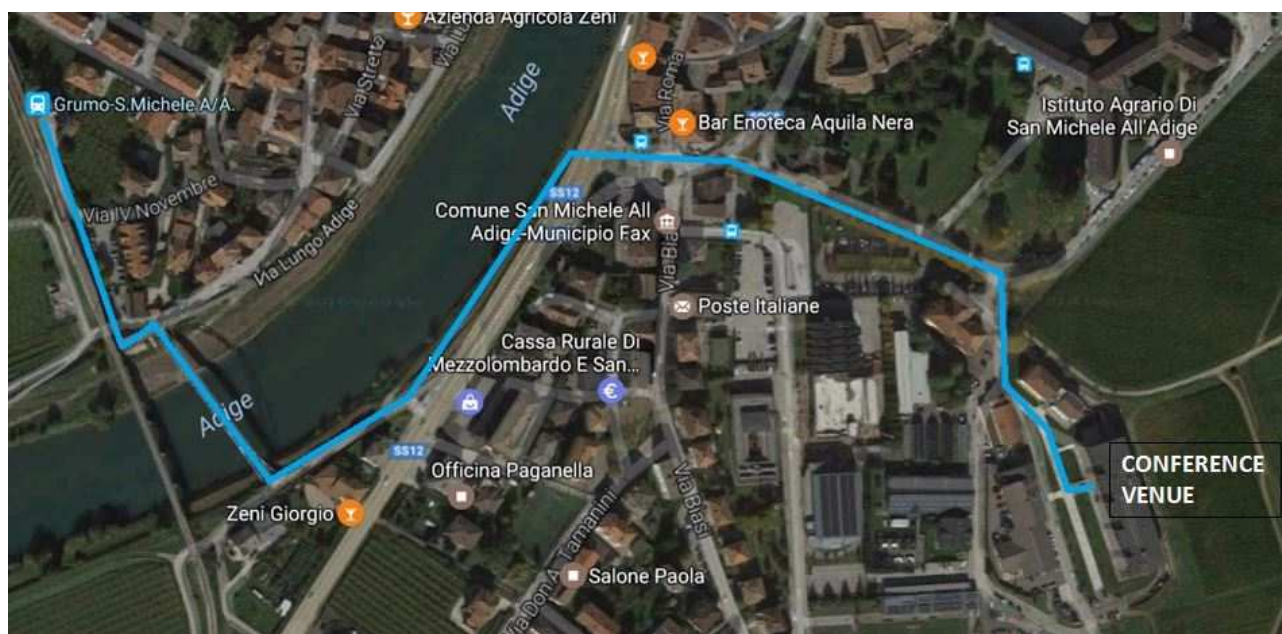 Azienda Agricola Zeni
Via Stretta
Adige
Via Roma
Grumo-S.Michele A/A.
Bar Enoteca Aquila Nera
Istituto Agrario Di
San Michele All'Adige
Via IV Novembre
SS12
Comune San Michele All
Adige-Municipio Fax
Via Lungo Adige
Via Bia
Poste Italiane
Cassa Rurale Di
Mezzolombardo E San...
€
Adige
SS12
Officina Paganella
Via Biasi
CONFERENCE
VENUE
Zeni Giorgio
Via Don A. Tamanini
Salone Paola